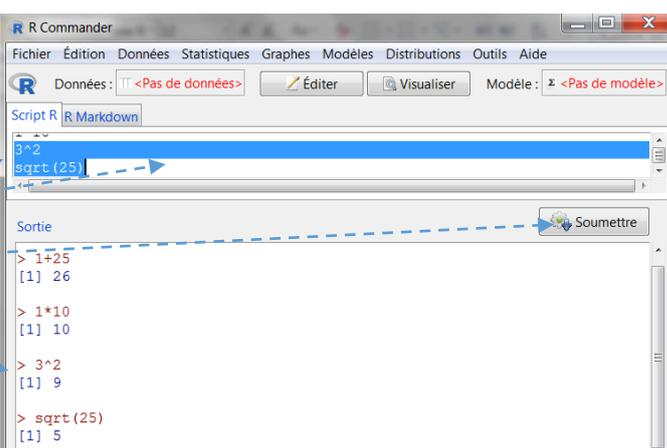 R Commander
Fichier Édition Données Statistiques Graphes Modèles Distributions Outils Aide
Données : <Pas de données> Éditer Visualiser Modèle : Σ <Pas de modèle>
Script R R Markdown
3^2
sqrt(25)
Sortie Soumettre
> 1+25
[1] 26
> 1*10
[1] 10
> 3^2
[1] 9
> sqrt(25)
[1] 5